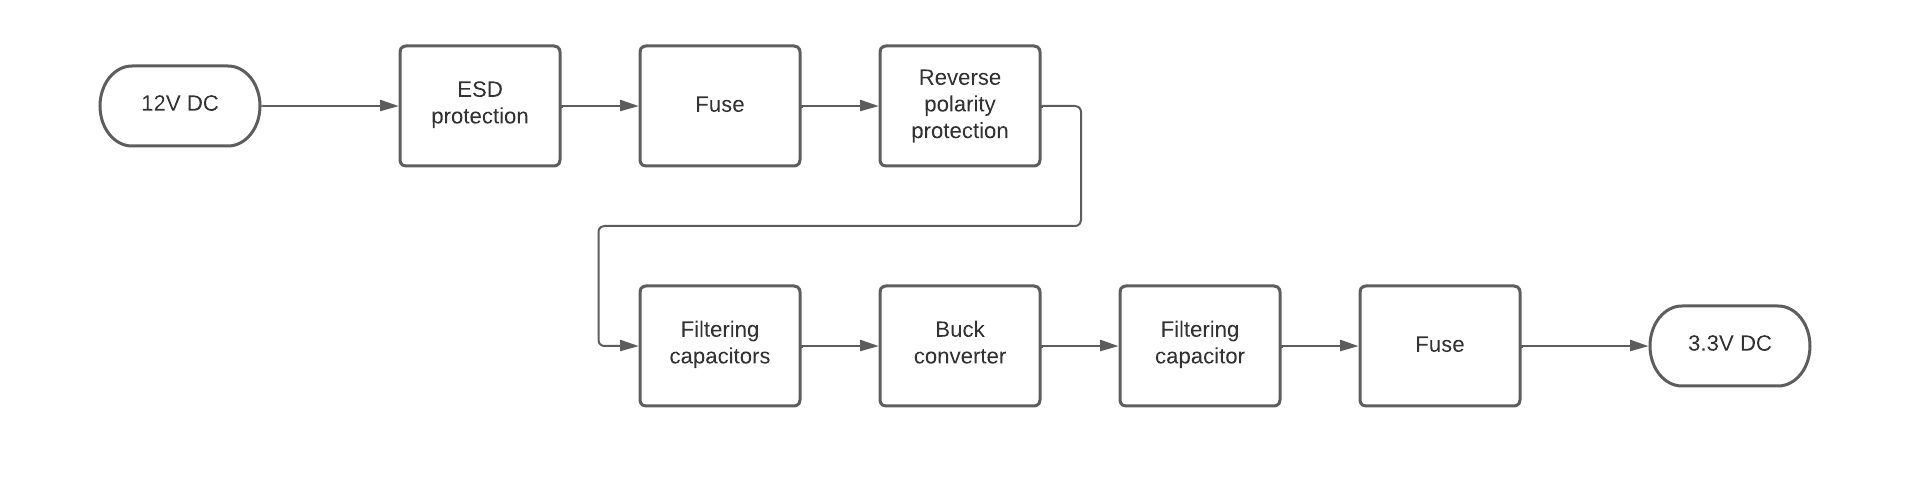 12V DC
ESD
protection
Fuse
Reverse
polarity
protection
Filtering
capacitors
Buck
converter
Filtering
capacitor
Fuse
3.3V DC